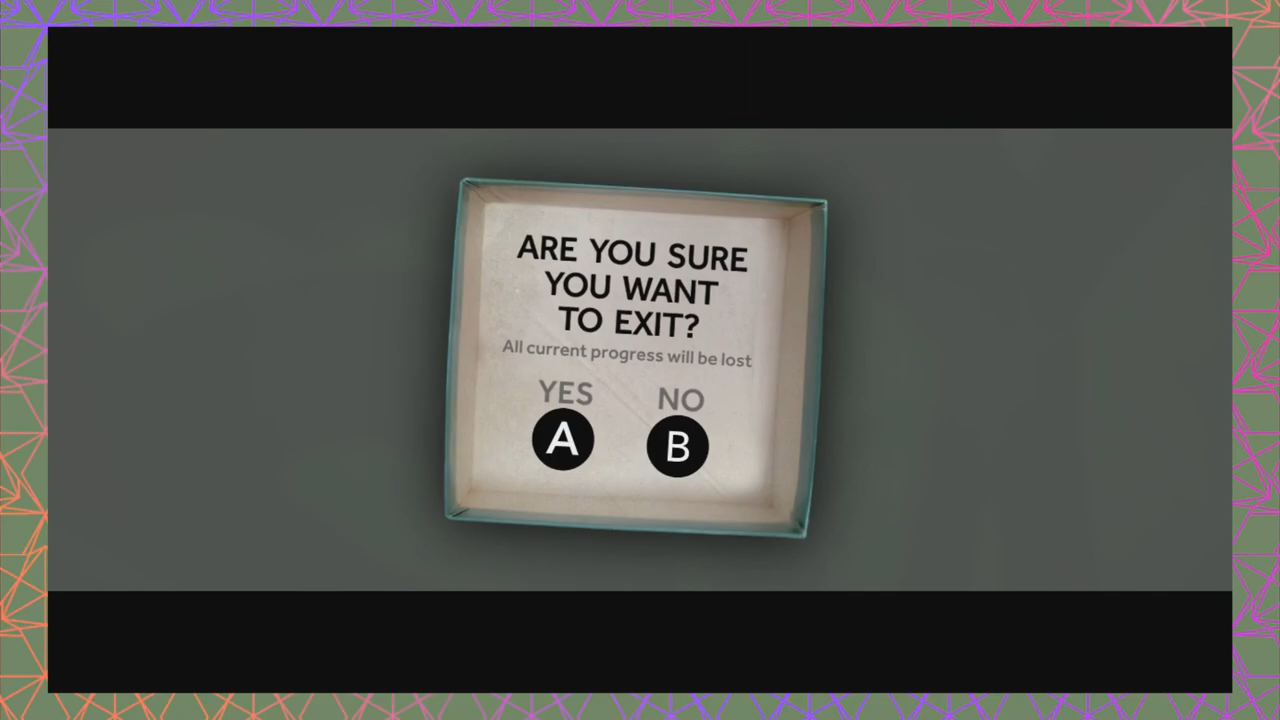 ARE YOU SURE
YOU WANT
TO EXIT?
All current progress will be lost
YES NO
A B